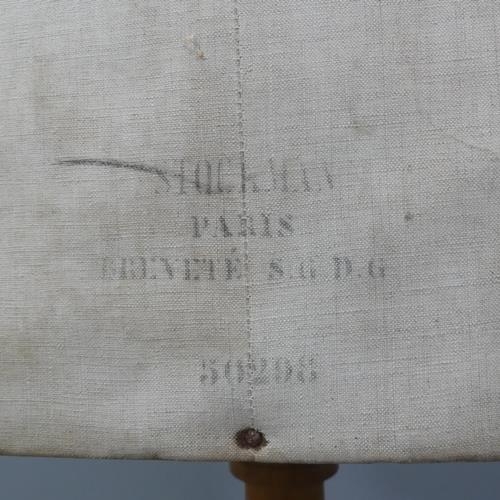 STOCKMAN
PARIS
BREVETÉ S.G.D.G
50298